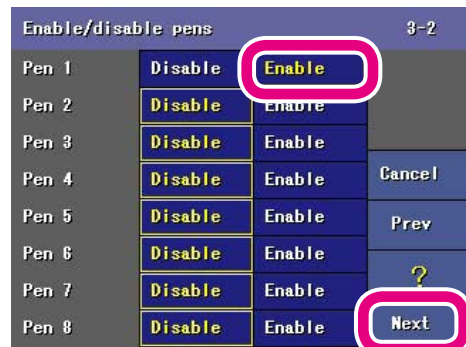 Enable/disable pens 3-2
Pen 1 Disable Enable
Pen 2 Disable Enable
Pen 3 Disable Enable
Pen 4 Disable Enable Cancel
Pen 5 Disable Enable Prev
Pen 6 Disable Enable
Pen 7 Disable Enable ?
Pen 8 Disable Enable Next